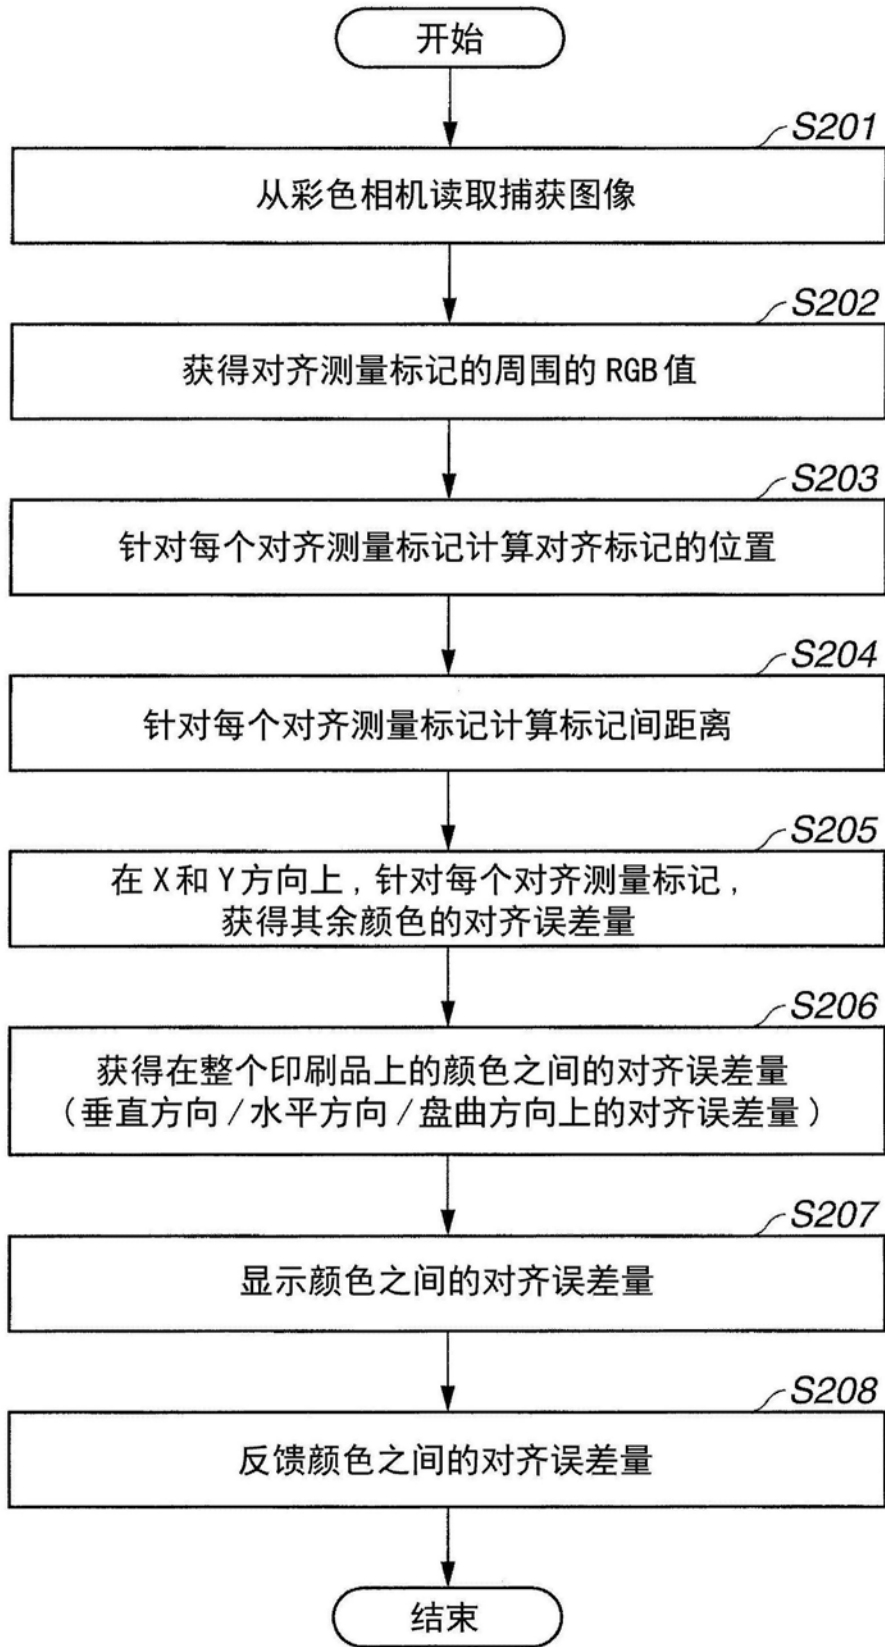 开始
S201
从彩色相机读取捕获图像
S202
获得对齐测量标记的周围的RGB值
S203
针对每个对齐测量标记计算对齐标记的位置
S204
针对每个对齐测量标记计算标记间距离
S205
在X和Y方向上,针对每个对齐测量标记,
获得其余颜色的对齐误差量
S206
获得在整个印刷品上的颜色之间的对齐误差量
(垂直方向/水平方向/盘曲方向上的对齐误差量)
S207
显示颜色之间的对齐误差量
S208
反馈颜色之间的对齐误差量
结束